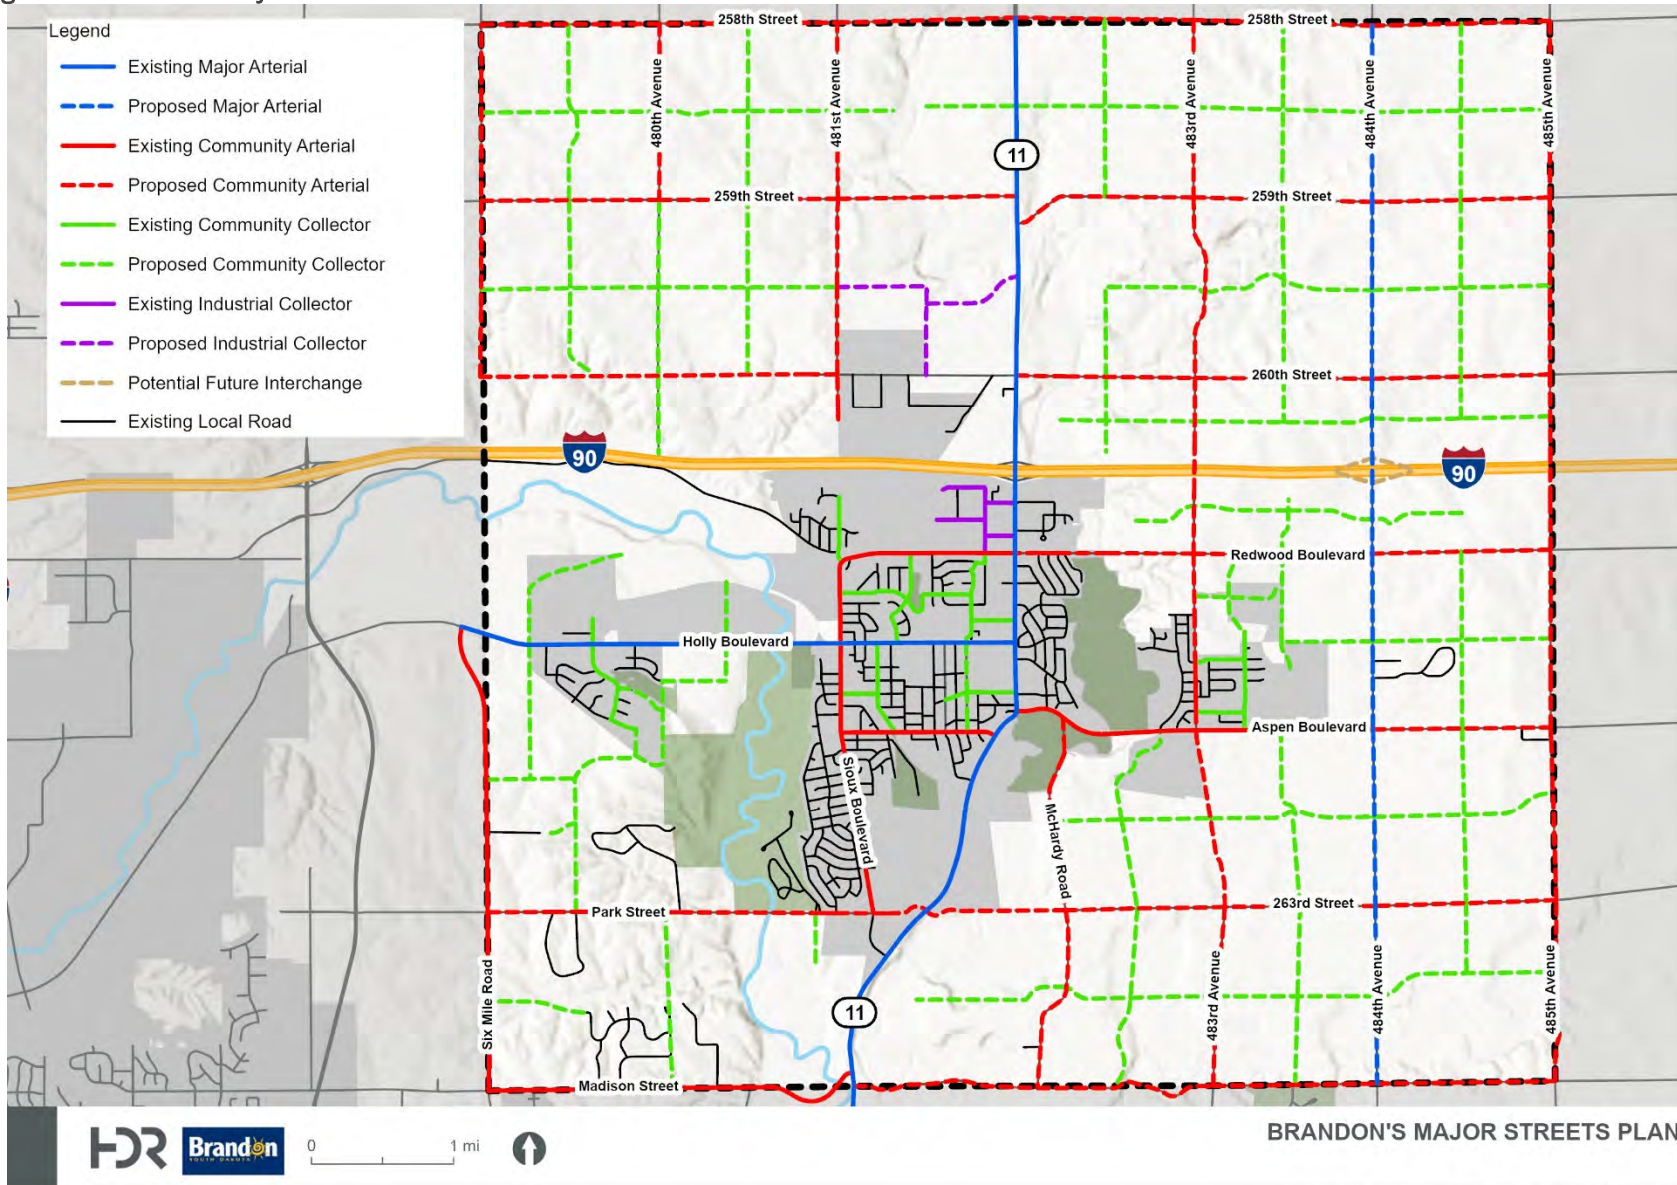 Legend
Existing Major Arterial
Proposed Major Arterial
Existing Community Arterial
Proposed Community Arterial
Existing Community Collector
Proposed Community Collector
Existing Industrial Collector
Proposed Industrial Collector
Potential Future Interchange
Existing Local Road
258th Street
258th Street
480th Avenue
481st Avenue
483rd Avenue
484th Avenue
485th Avenue
11
259th Street
259th Street
260th Street
90
90
Redwood Boulevard
Holly Boulevard
Aspen Boulevard
Sioux Boulevard
McHardy Road
Park Street
263rd Street
Six Mile Road
483rd Avenue
484th Avenue
485th Avenue
11
Madison Street
HDR
Brandon
SOUTH DAKOTA
0 1 mi
BRANDON'S MAJOR STREETS PLAN